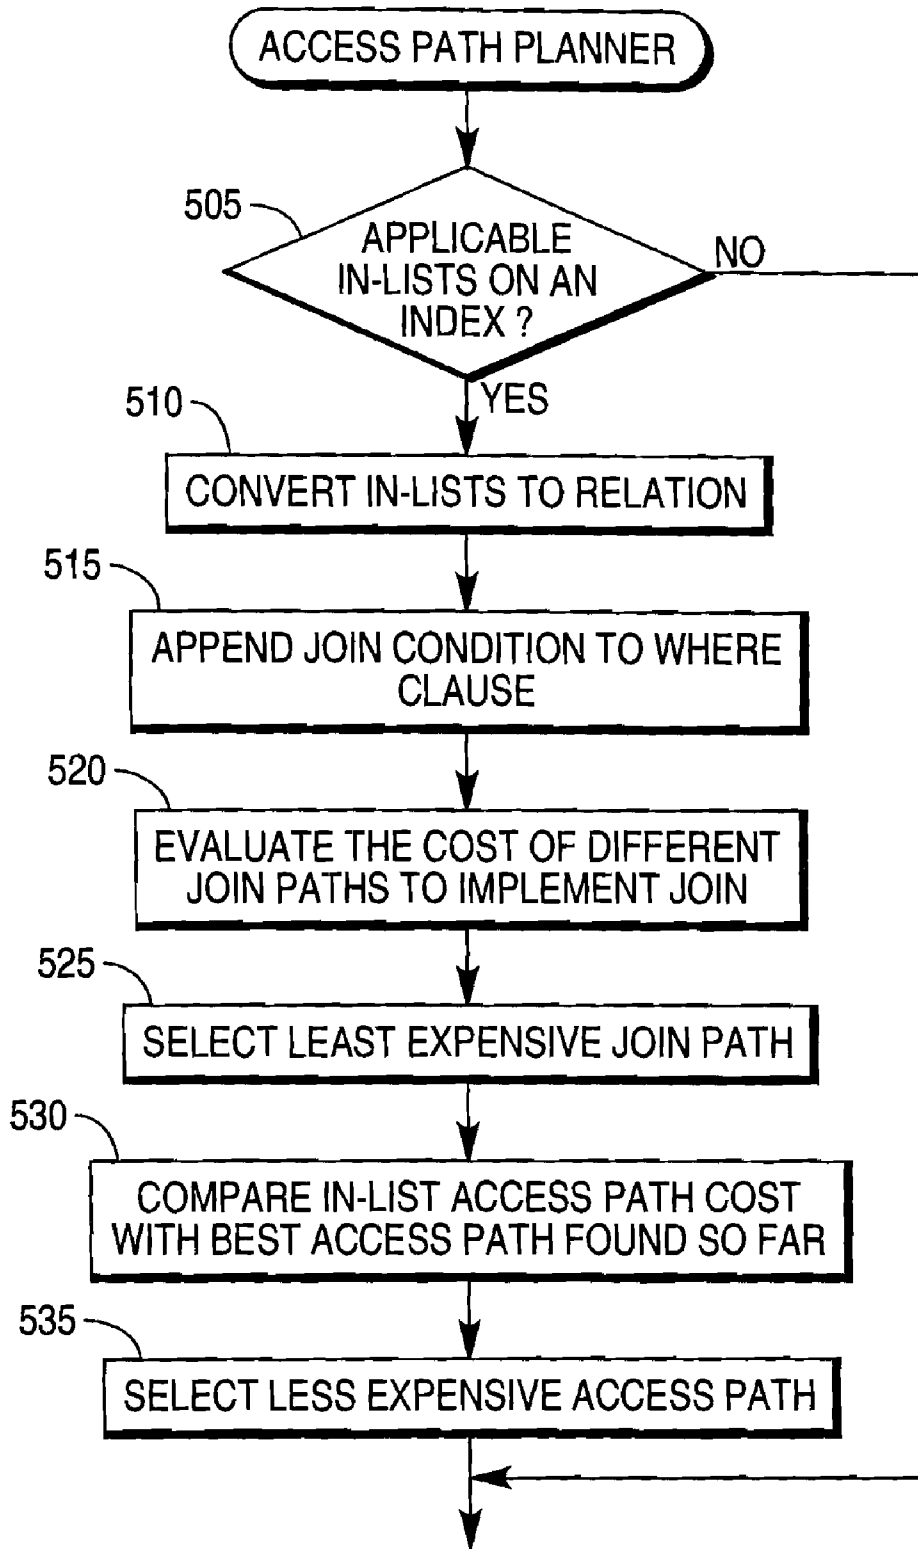 ACCESS PATH PLANNER
505
APPLICABLE
IN-LISTS ON AN
INDEX ?
NO
YES
510
CONVERT IN-LISTS TO RELATION
515
APPEND JOIN CONDITION TO WHERE
CLAUSE
520
EVALUATE THE COST OF DIFFERENT
JOIN PATHS TO IMPLEMENT JOIN
525
SELECT LEAST EXPENSIVE JOIN PATH
530
COMPARE IN-LIST ACCESS PATH COST
WITH BEST ACCESS PATH FOUND SO FAR
535
SELECT LESS EXPENSIVE ACCESS PATH